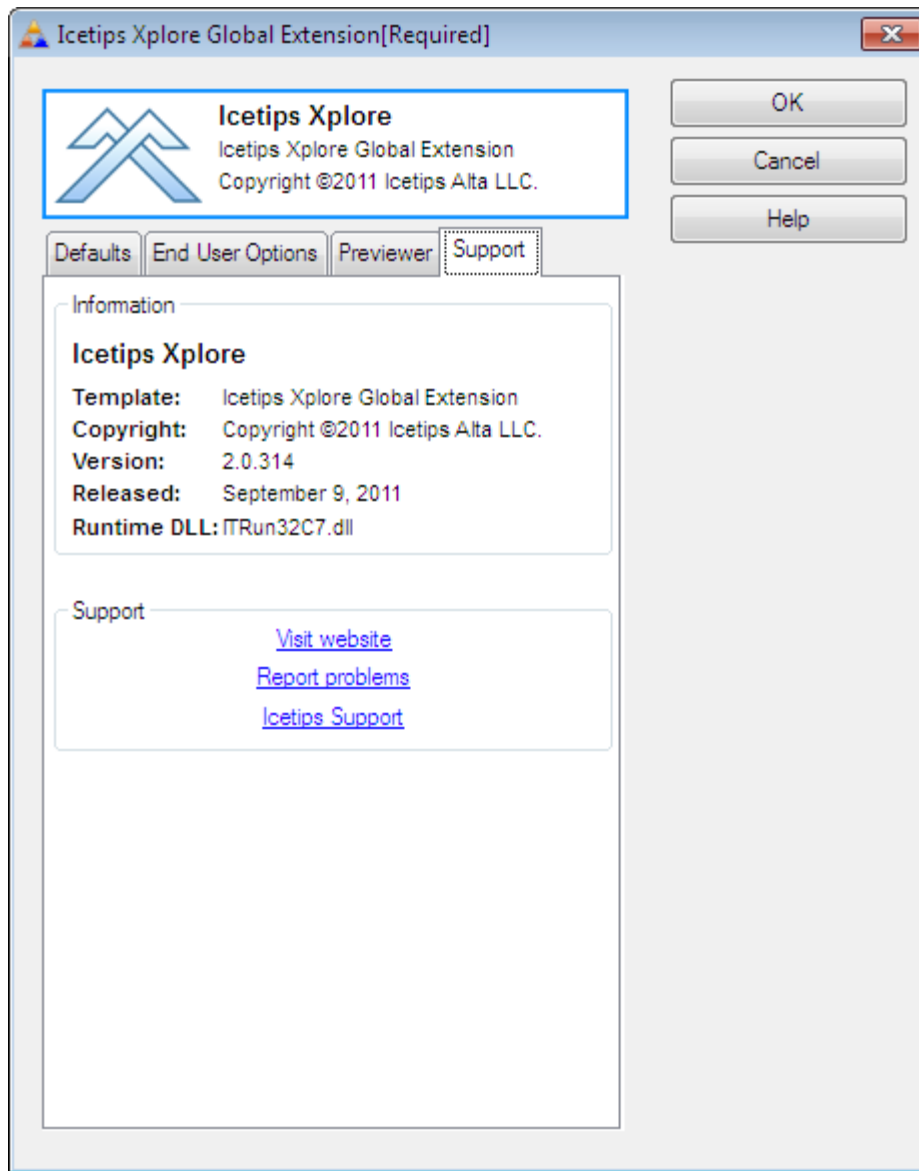 Icetips Xplore Global Extension[Required]
Icetips Xplore
Icetips Xplore Global Extension
Copyright ©2011 Icetips Alta LLC.
OK
Cancel
Help
Defaults End User Options Previewer Support
Information
Icetips Xplore
Template: Icetips Xplore Global Extension
Copyright: Copyright ©2011 Icetips Alta LLC.
Version: 2.0.314
Released: September 9, 2011
Runtime DLL: ITRun32C7.dll
Support
Visit website
Report problems
Icetips Support